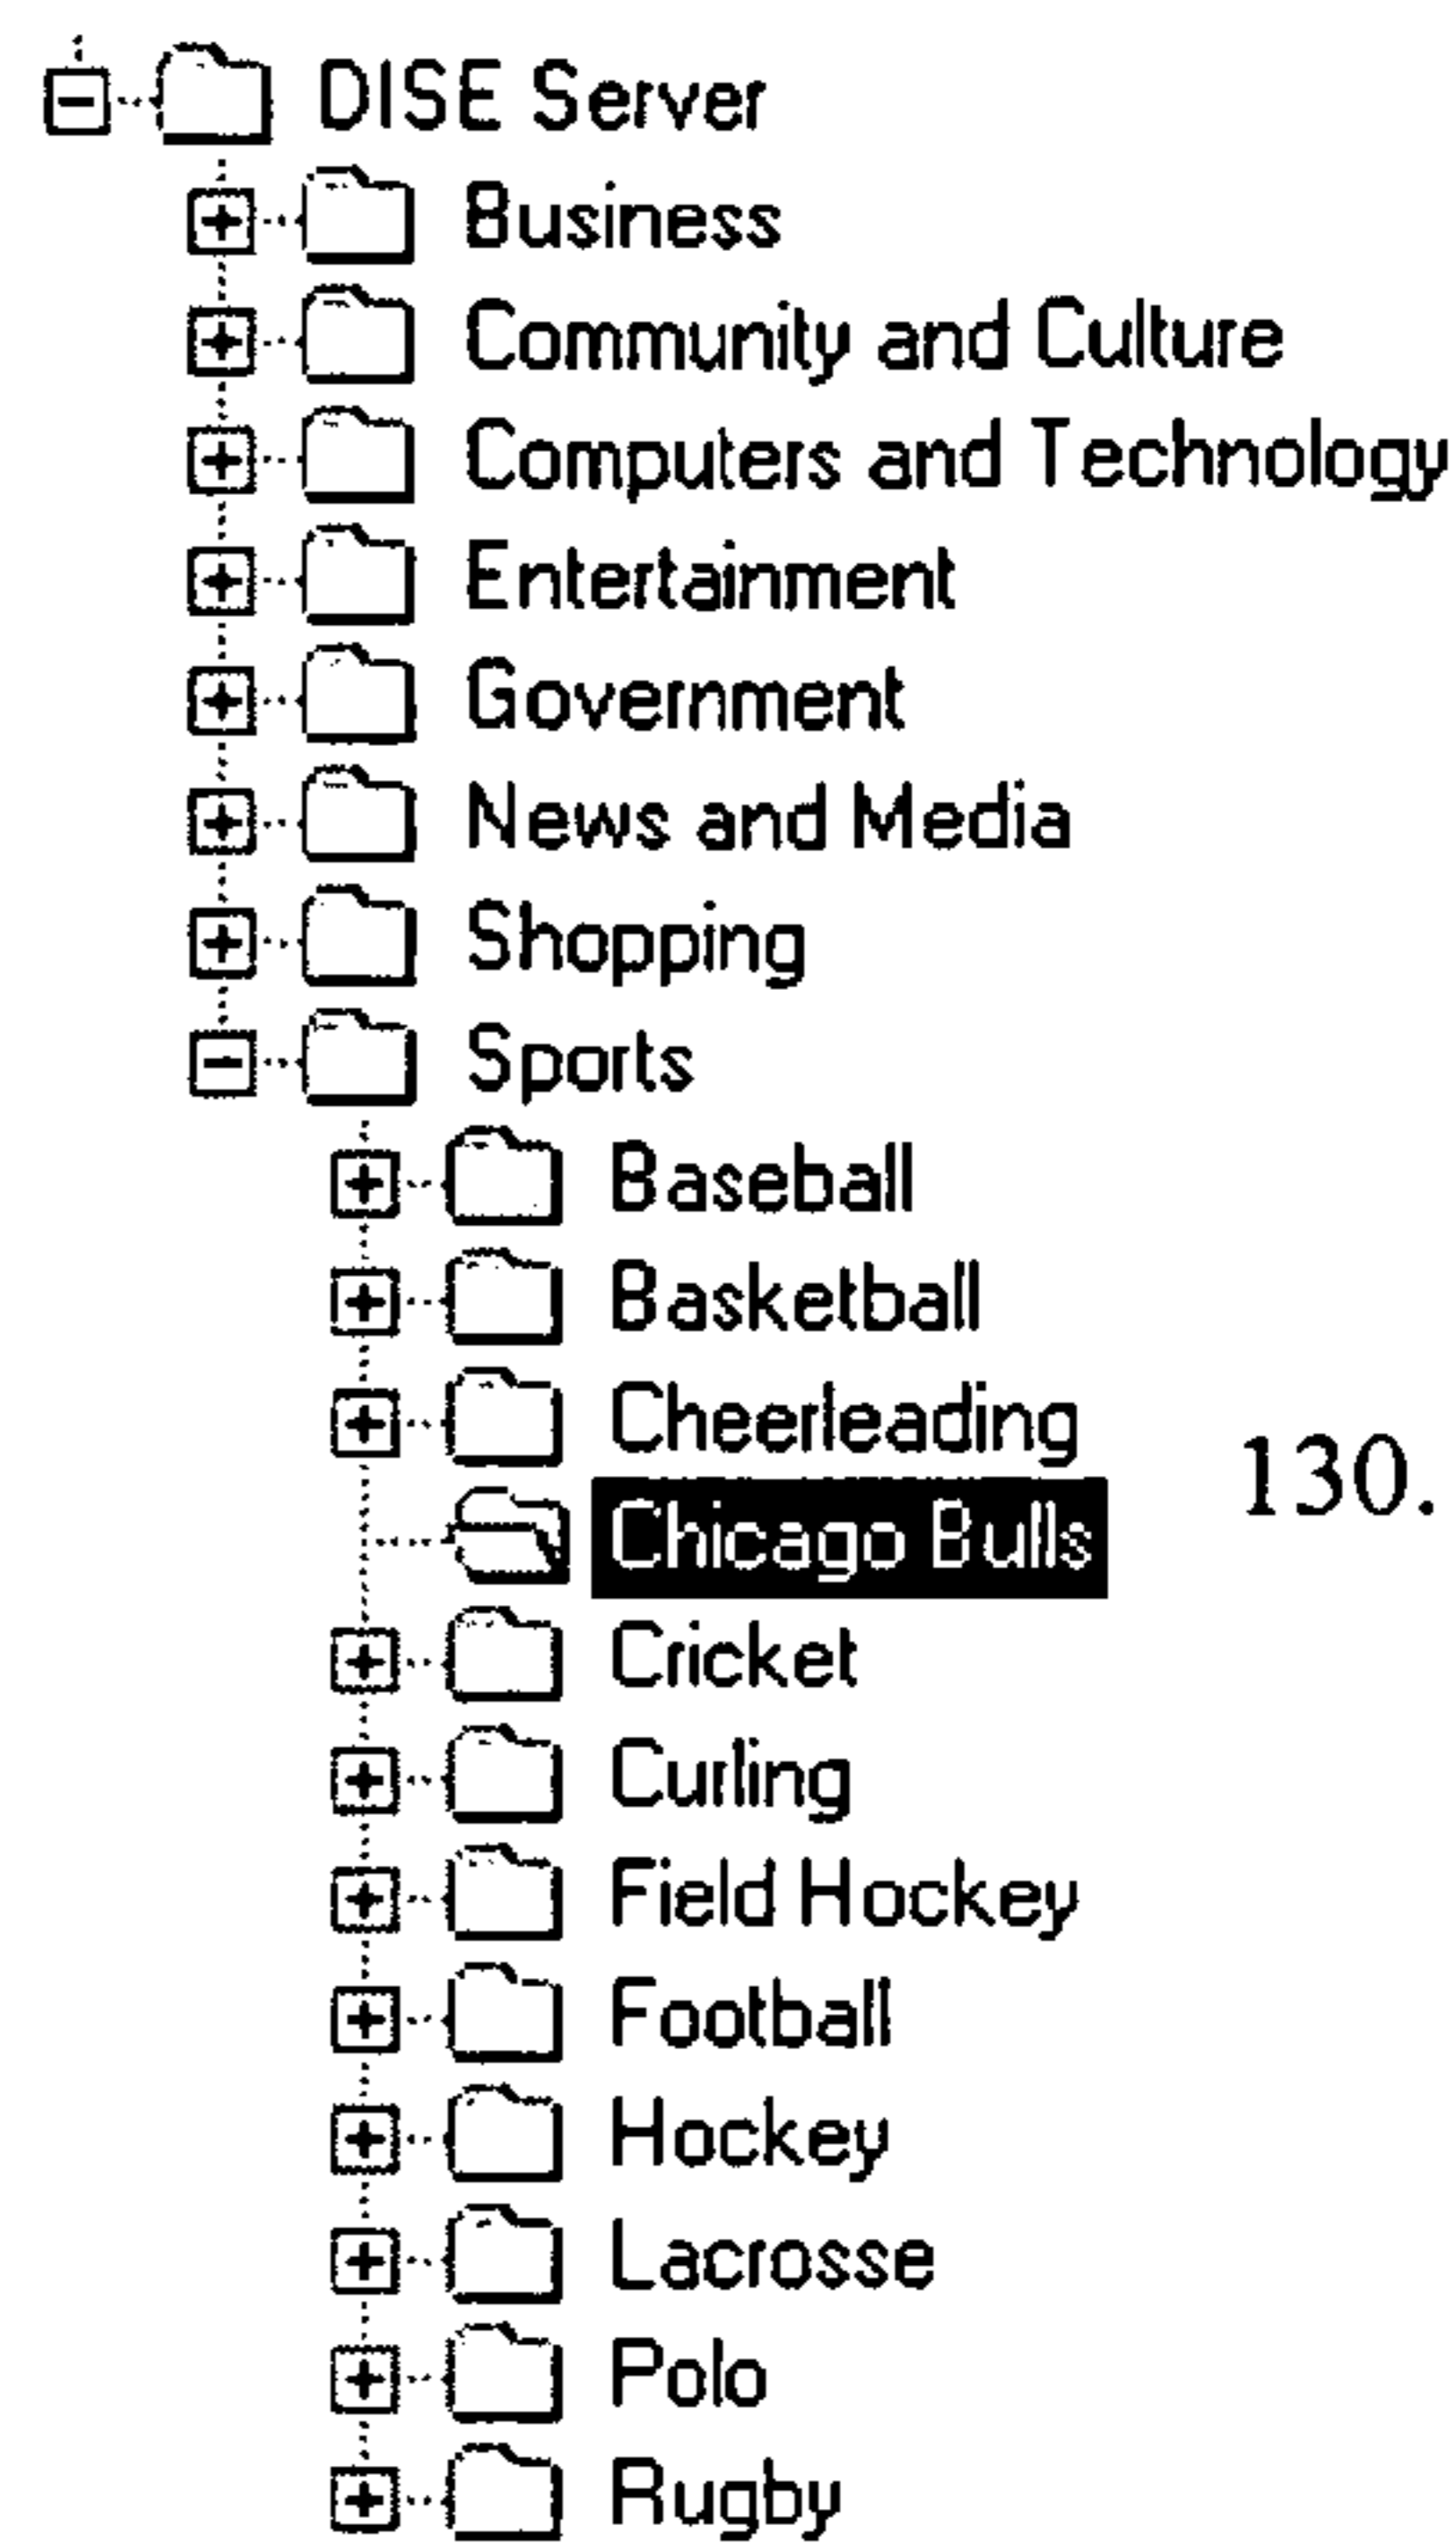 DISE Server
Business
Community and Culture
Computers and Technology
Entertainment
Government
News and Media
Shopping
Sports
Baseball
Basketball
Cheerleading
130.
Chicago Bulls
Cricket
Curling
Field Hockey
Football
Hockey
Lacrosse
Polo
Rugby